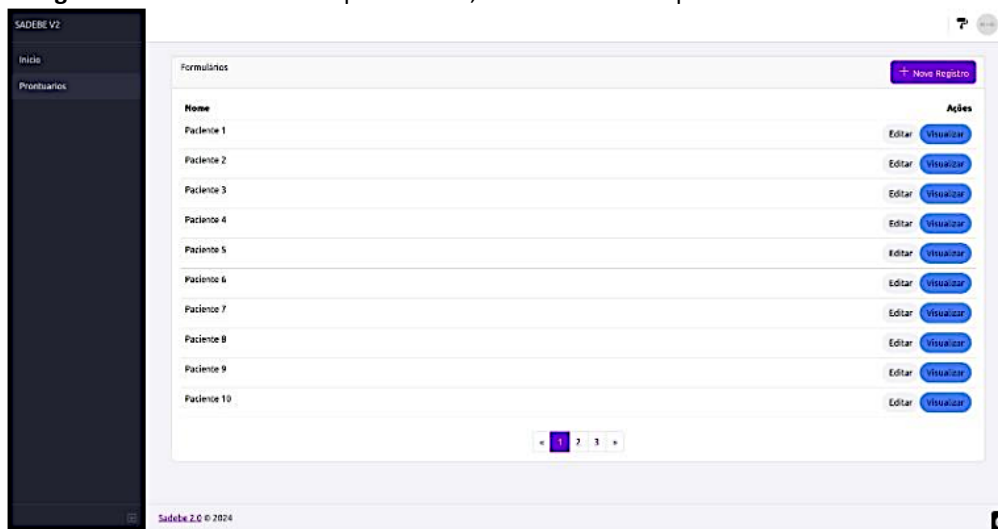 SADEBE V2
Inicio
Prontuarios
Formulários
+ Novo Registro
Nome Ações
Paciente 1 Editar Visualizar
Paciente 2 Editar Visualizar
Paciente 3 Editar Visualizar
Paciente 4 Editar Visualizar
Paciente 5 Editar Visualizar
Paciente 6 Editar Visualizar
Paciente 7 Editar Visualizar
Paciente 8 Editar Visualizar
Paciente 9 Editar Visualizar
Paciente 10 Editar Visualizar
« 1 2 3 »
Sadebe 2.0 © 2024